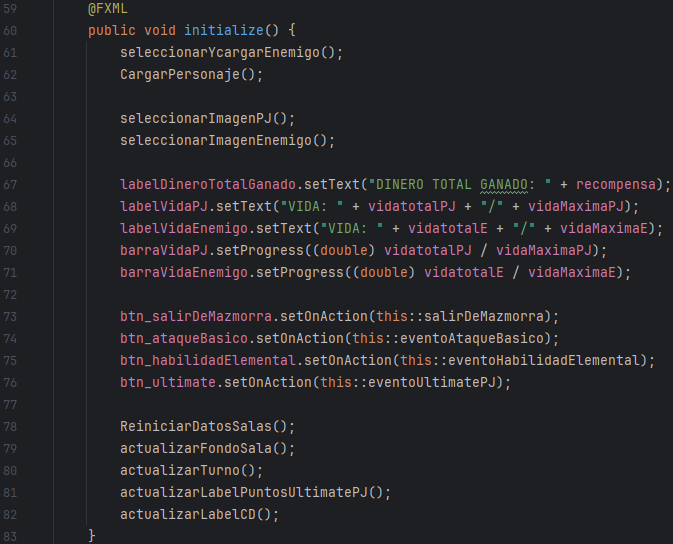 59 @FXML
60 public void initialize() {
61 seleccionarYcargarEnemigo();
62 CargarPersonaje();
63
64 seleccionarImagenPJ();
65 seleccionarImagenEnemigo();
66
67 labelDineroTotalGanado.setText("DINERO TOTAL GANADO: " + recompensa);
68 labelVidaPJ.setText("VIDA: " + vidatotalPJ + "/" + vidaMaximaPJ);
69 labelVidaEnemigo.setText("VIDA: " + vidatotalE + "/" + vidaMaximaE);
70 barraVidaPJ.setProgress((double) vidatotalPJ / vidaMaximaPJ);
71 barraVidaEnemigo.setProgress((double) vidatotalE / vidaMaximaE);
72
73 btn_salirDeMazmorra.setOnAction(this::salirDeMazmorra);
74 btn_ataqueBasico.setOnAction(this::eventoAtaqueBasico);
75 btn_habilidadElemental.setOnAction(this::eventoHabilidadElemental);
76 btn_ultimate.setOnAction(this::eventoUltimatePJ);
77
78 ReiniciarDatosSalas();
79 actualizarFondoSala();
80 actualizarTurno();
81 actualizarLabelPuntosUltimatePJ();
82 actualizarLabelCD();
83 }